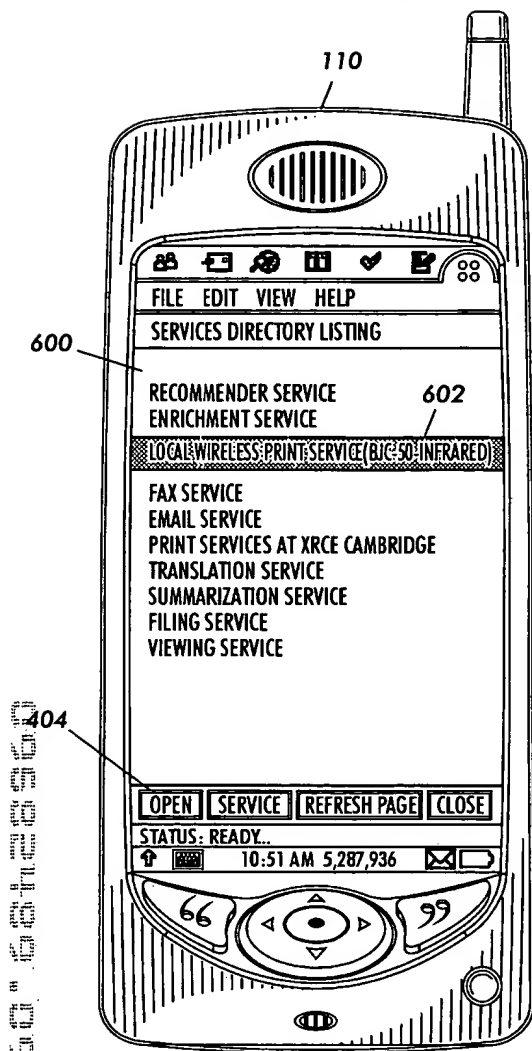 110
FILE EDIT VIEW HELP
SERVICES DIRECTORY LISTING
600
RECOMMENDER SERVICE
602
ENRICHMENT SERVICE
LOCAL WIRELESS PRINT SERVICE(BJC-50-INFRARED)
FAX SERVICE
EMAIL SERVICE
PRINT SERVICES AT XRCE CAMBRIDGE
TRANSLATION SERVICE
SUMMARIZATION SERVICE
FILING SERVICE
VIEWING SERVICE
404
OPEN SERVICE REFRESH PAGE CLOSE
STATUS: READY...
10:51 AM 5,287,936